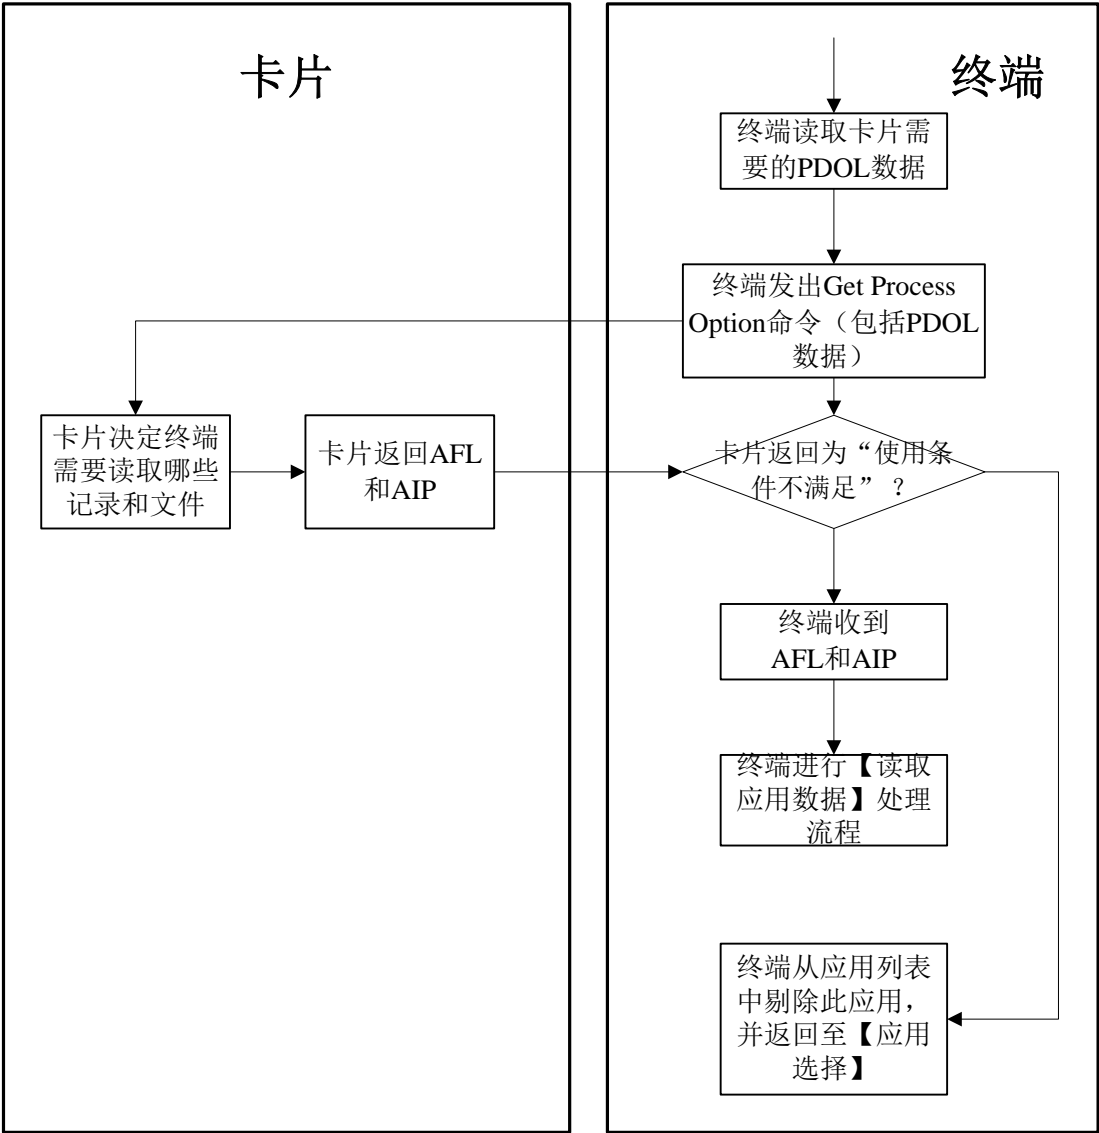 卡片
终端
终端读取卡片需
要的PDOL数据
终端发出Get Process
Option命令（包括PDOL
数据）
卡片决定终端
需要读取哪些
记录和文件
卡片返回AFL
和AIP
卡片返回为“使用条
件不满足”？
终端收到
AFL和AIP
终端进行【读取
应用数据】处理
流程
终端从应用列表
中剔除此应用，
并返回至【应用
选择】